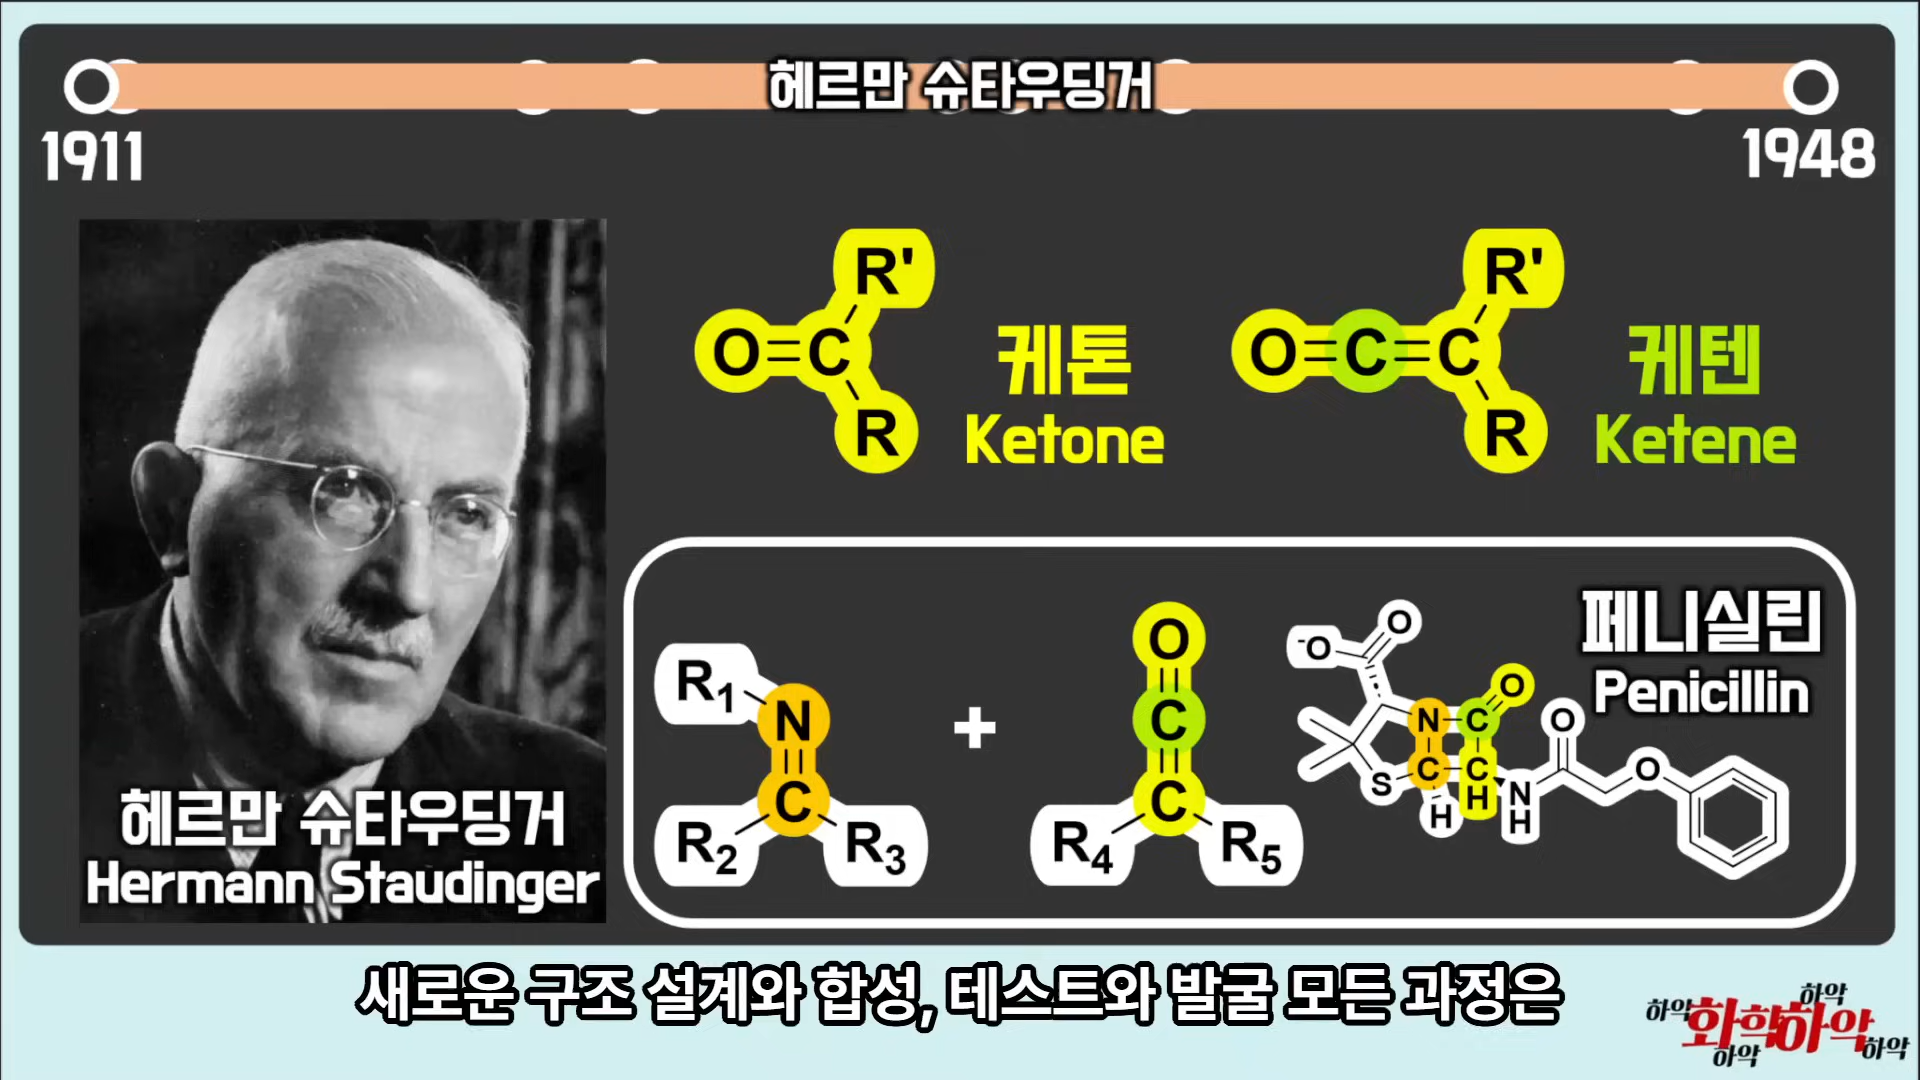 헤르만 슈타우딩거
1911
1948
R'
O=C
R
케톤
Ketone
R'
O=C=C
R
케텐
Ketene
헤르만 슈타우딩거
Hermann Staudinger
R1
N
C
R2
R3
+
O
C
C
R4
R5
페니실린
Penicillin
-O
O
N
C
O
S
C
C
H
H
N
H
O
O
새로운 구조 설계와 합성, 테스트와 발굴 모든 과정은
하악
화학하악
하악
하악
하악